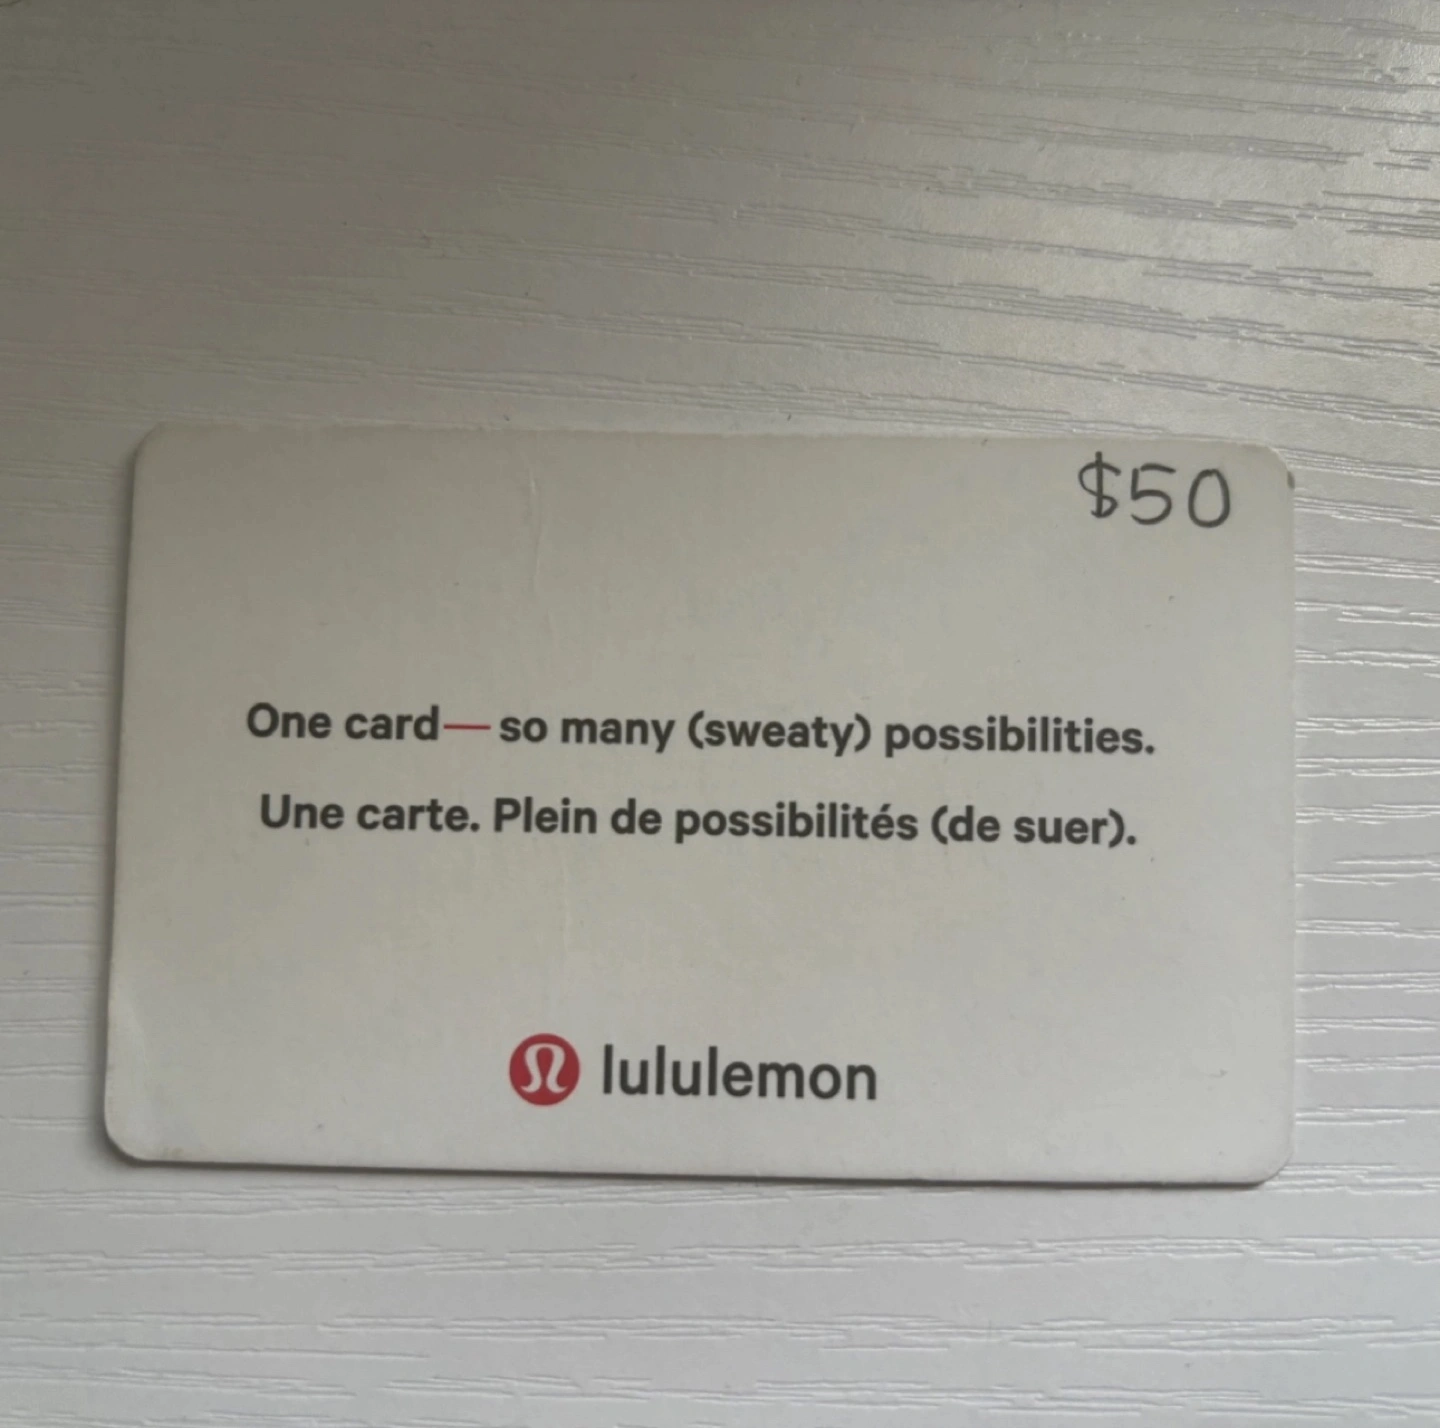 $50
One card—so many (sweaty) possibilities.
Une carte. Plein de possibilités (de suer).
lululemon